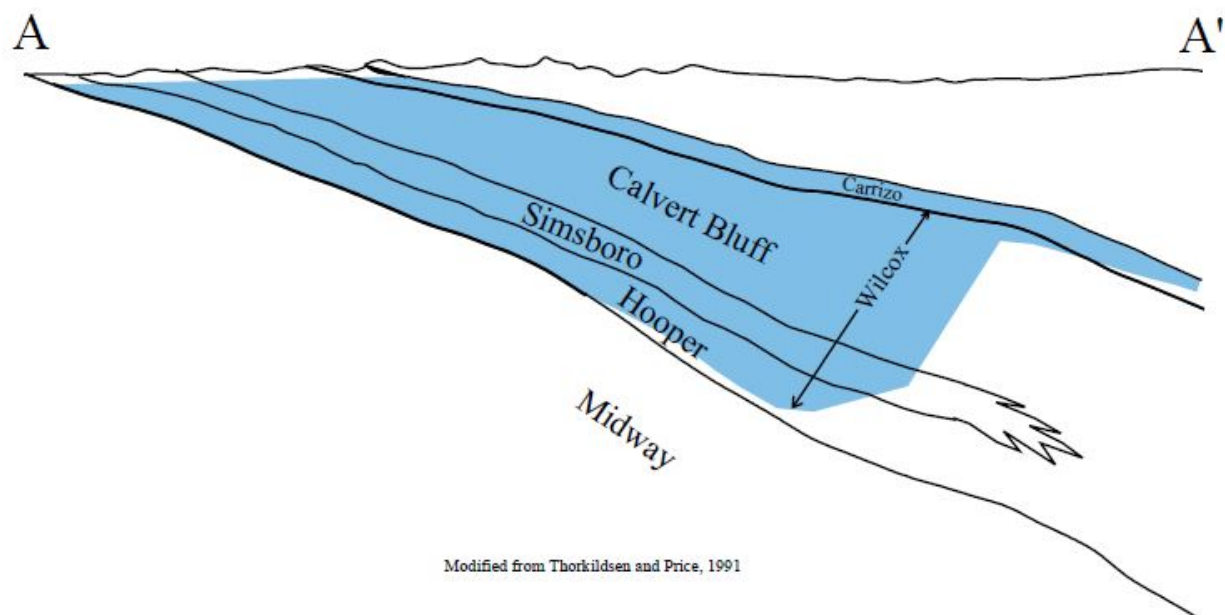 A
A'
Carrizo
Calvert Bluff
Simsboro
Wilcox
Hooper
Midway
Modified from Thorkildsen and Price, 1991